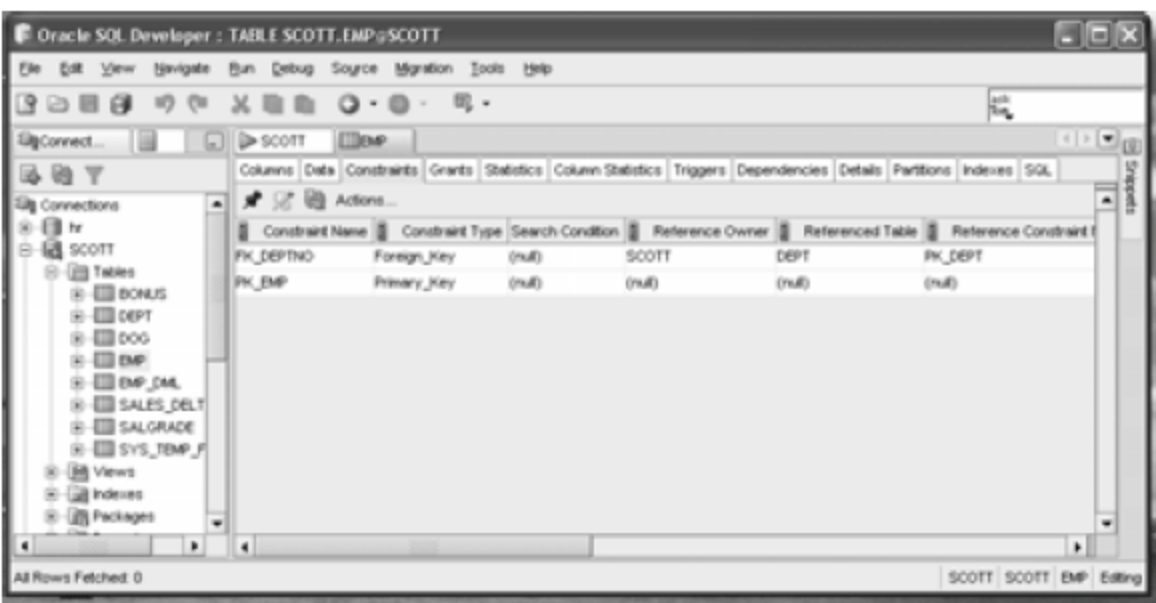 Oracle SQL Developer : TABLE SCOTT.EMP@SCOTT
File Edit View Navigate Run Debug Source Migration Tools Help
Connect...
SCOTT
EMP
Columns Data Constraints Grants Statistics Column Statistics Triggers Dependencies Details Partitions Indexes SQL
Actions...
Snippets
Connections
hr
SCOTT
Tables
BONUS
DEPT
DOG
EMP
EMP_DML
SALES_DELT
SALGRADE
SYS_TEMP_F
Views
Indexes
Packages
Constraint Name Constraint Type Search Condition Reference Owner Referenced Table Reference Constraint
FK_DEPTNO Foreign_Key (null) SCOTT DEPT PK_DEPT
PK_EMP Primary_Key (null) (null) (null) (null)
All Rows Fetched: 0
SCOTT SCOTT EMP Editing